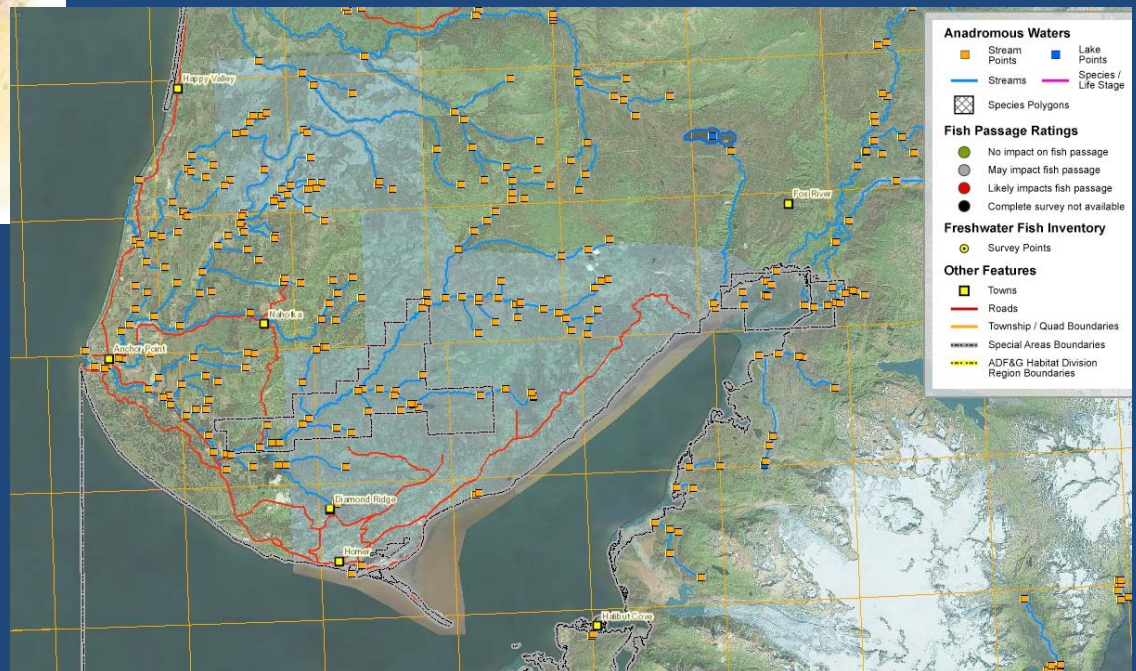 Anadromous Waters
Stream Points
Lake Points
Streams
Species / Life Stage
Species Polygons
Fish Passage Ratings
No impact on fish passage
May impact fish passage
Likely impacts fish passage
Complete survey not available
Freshwater Fish Inventory
Survey Points
Other Features
Towns
Roads
Township / Quad Boundaries
Special Areas Boundaries
ADF&G Habitat Division
Region Boundaries
Happy Valley
Fox River
Nikolaevsk
Anchor Point
Diamond Ridge
Homer
Halibut Cove